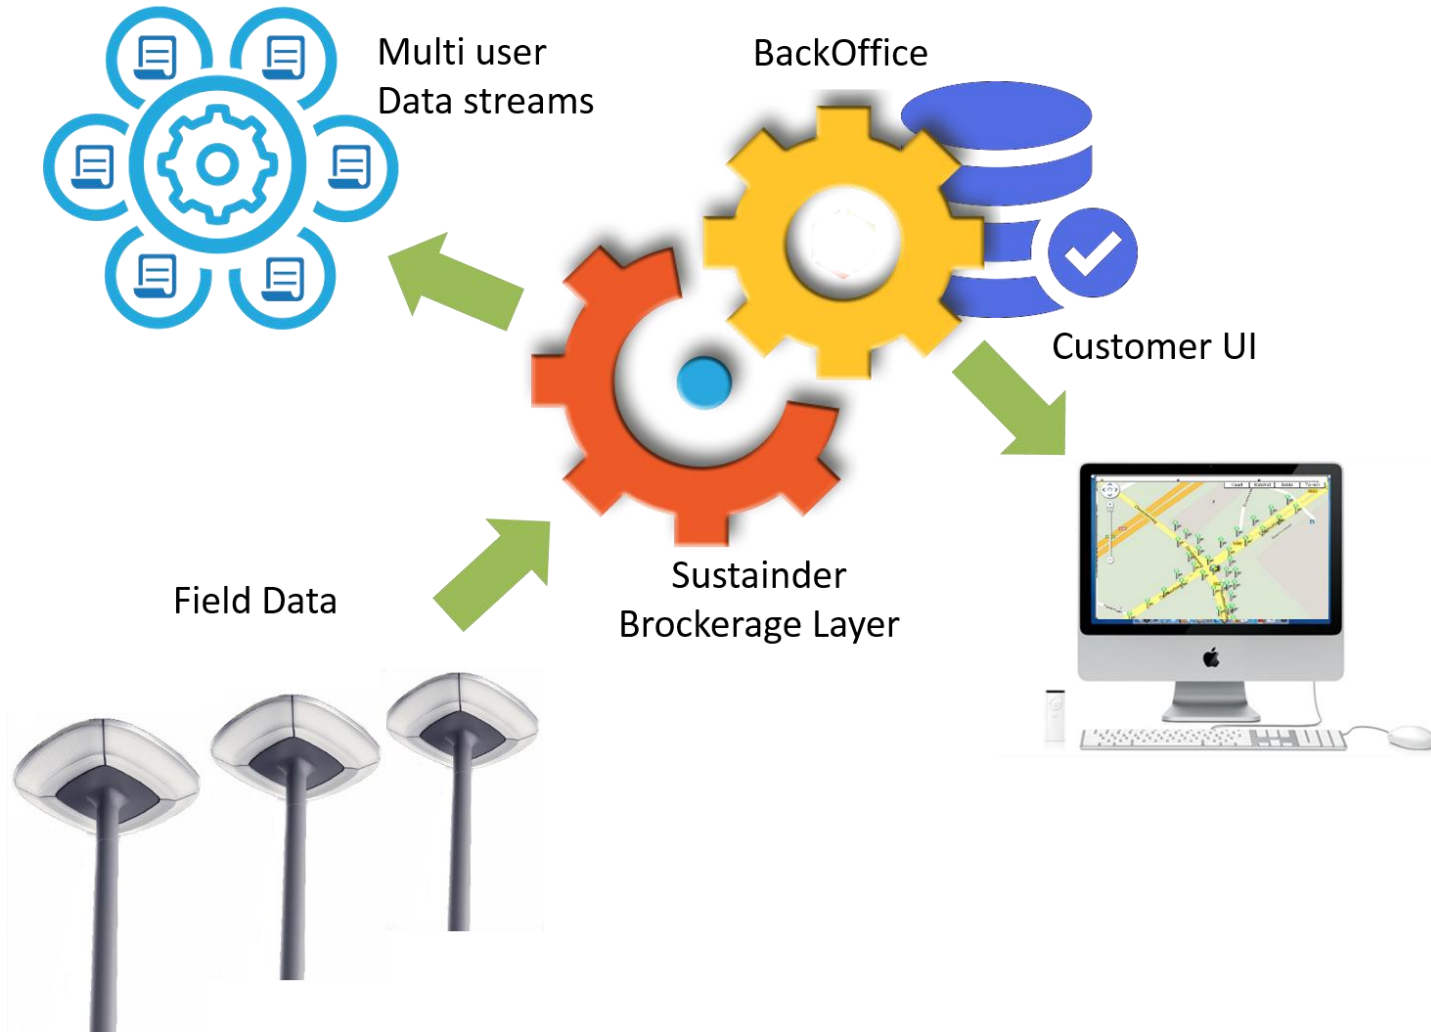 Multi user
Data streams
BackOffice
Customer UI
Sustainder
Brockerage Layer
Field Data